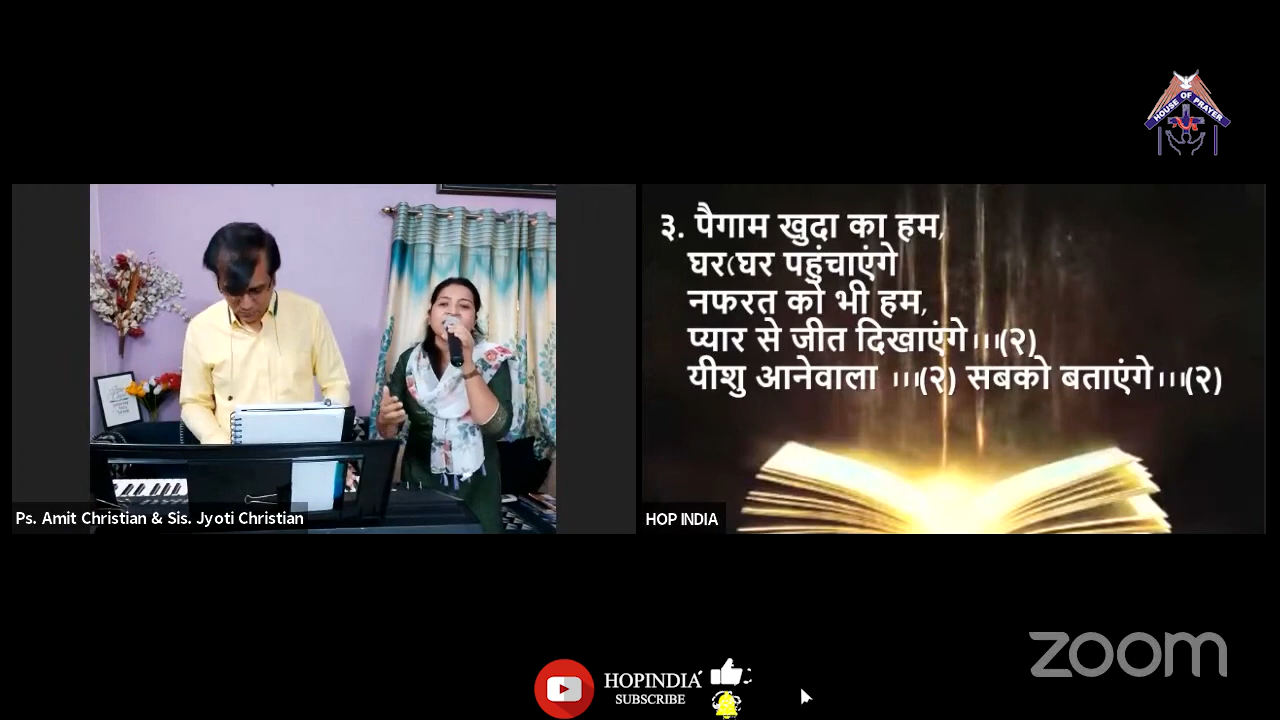 HOUSE OF PRAYER
३. पैगाम खुदा का हम,
घर(घर पहुंचाएंगे
नफरत को भी हम,
प्यार से जीत दिखाएंगे।।।(२)
यीशु आनेवाला ।।।(२) सबको बताएंगे।।।(२)
Ps. Amit Christian & Sis. Jyoti Christian
HOP INDIA
zoom
HOPINDIA
SUBSCRIBE